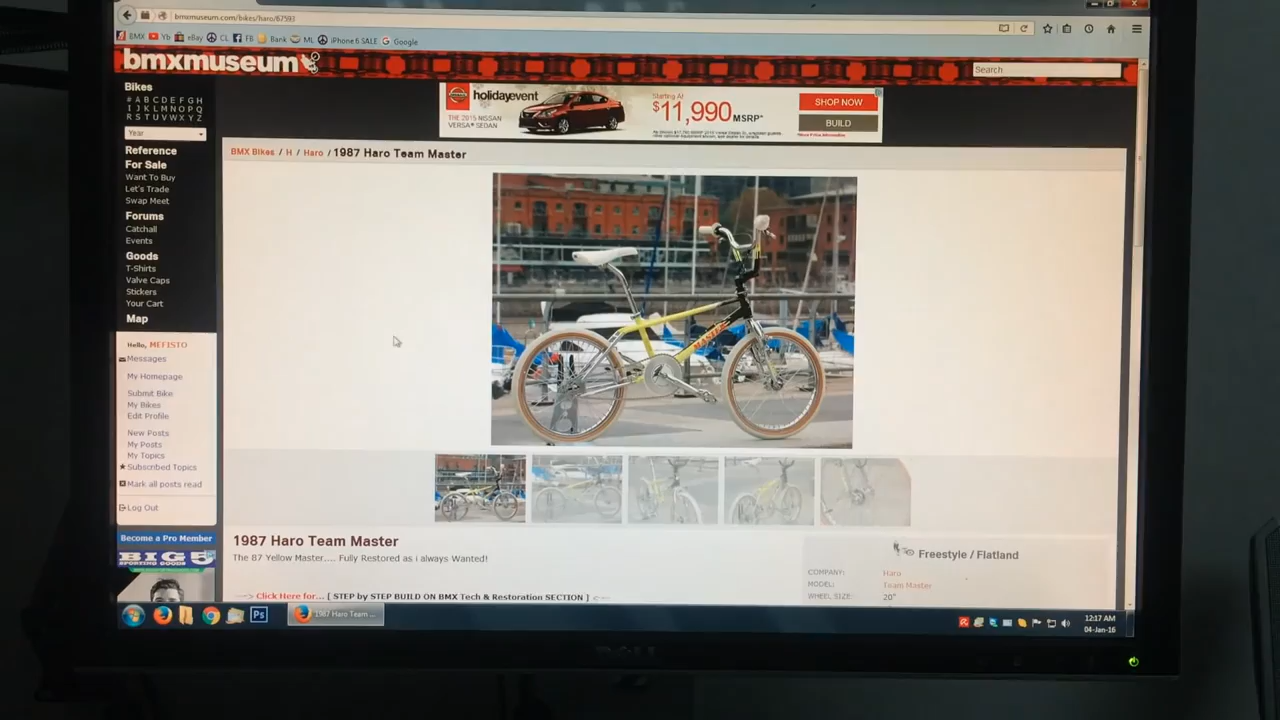 bmxmuseum.com/bikes/haro/67593
BMX Yb eBay CL FB Bank ML iPhone 6 SALE Google
bmxmuseum
Search
Bikes
# A B C D E F G H
I J K L M N O P Q
R S T U V W X Y Z
Year
Reference
For Sale
Want To Buy
Let's Trade
Swap Meet
Forums
Catchall
Events
Goods
T-Shirts
Valve Caps
Stickers
Your Cart
Map
holidayevent
THE 2015 NISSAN
VERSA® SEDAN
Starting At
$11,990 MSRP*
SHOP NOW
BUILD
BMX Bikes / H / Haro / 1987 Haro Team Master
MASTER
Hello, MEFISTO
Messages
My Homepage
Submit Bike
My Bikes
Edit Profile
New Posts
My Posts
My Topics
Subscribed Topics
Mark all posts read
Log Out
Become a Pro Member
BIG 5
SPORTING GOODS
1987 Haro Team Master
The 87 Yellow Master.... Fully Restored as i always Wanted!
---> Click Here for... [ STEP by STEP BUILD ON BMX Tech & Restoration SECTION ] <---
Freestyle / Flatland
COMPANY: Haro
MODEL: Team Master
WHEEL SIZE: 20"
Ps
1987 Haro Team ...
12:17 AM
04-Jan-16
DELL